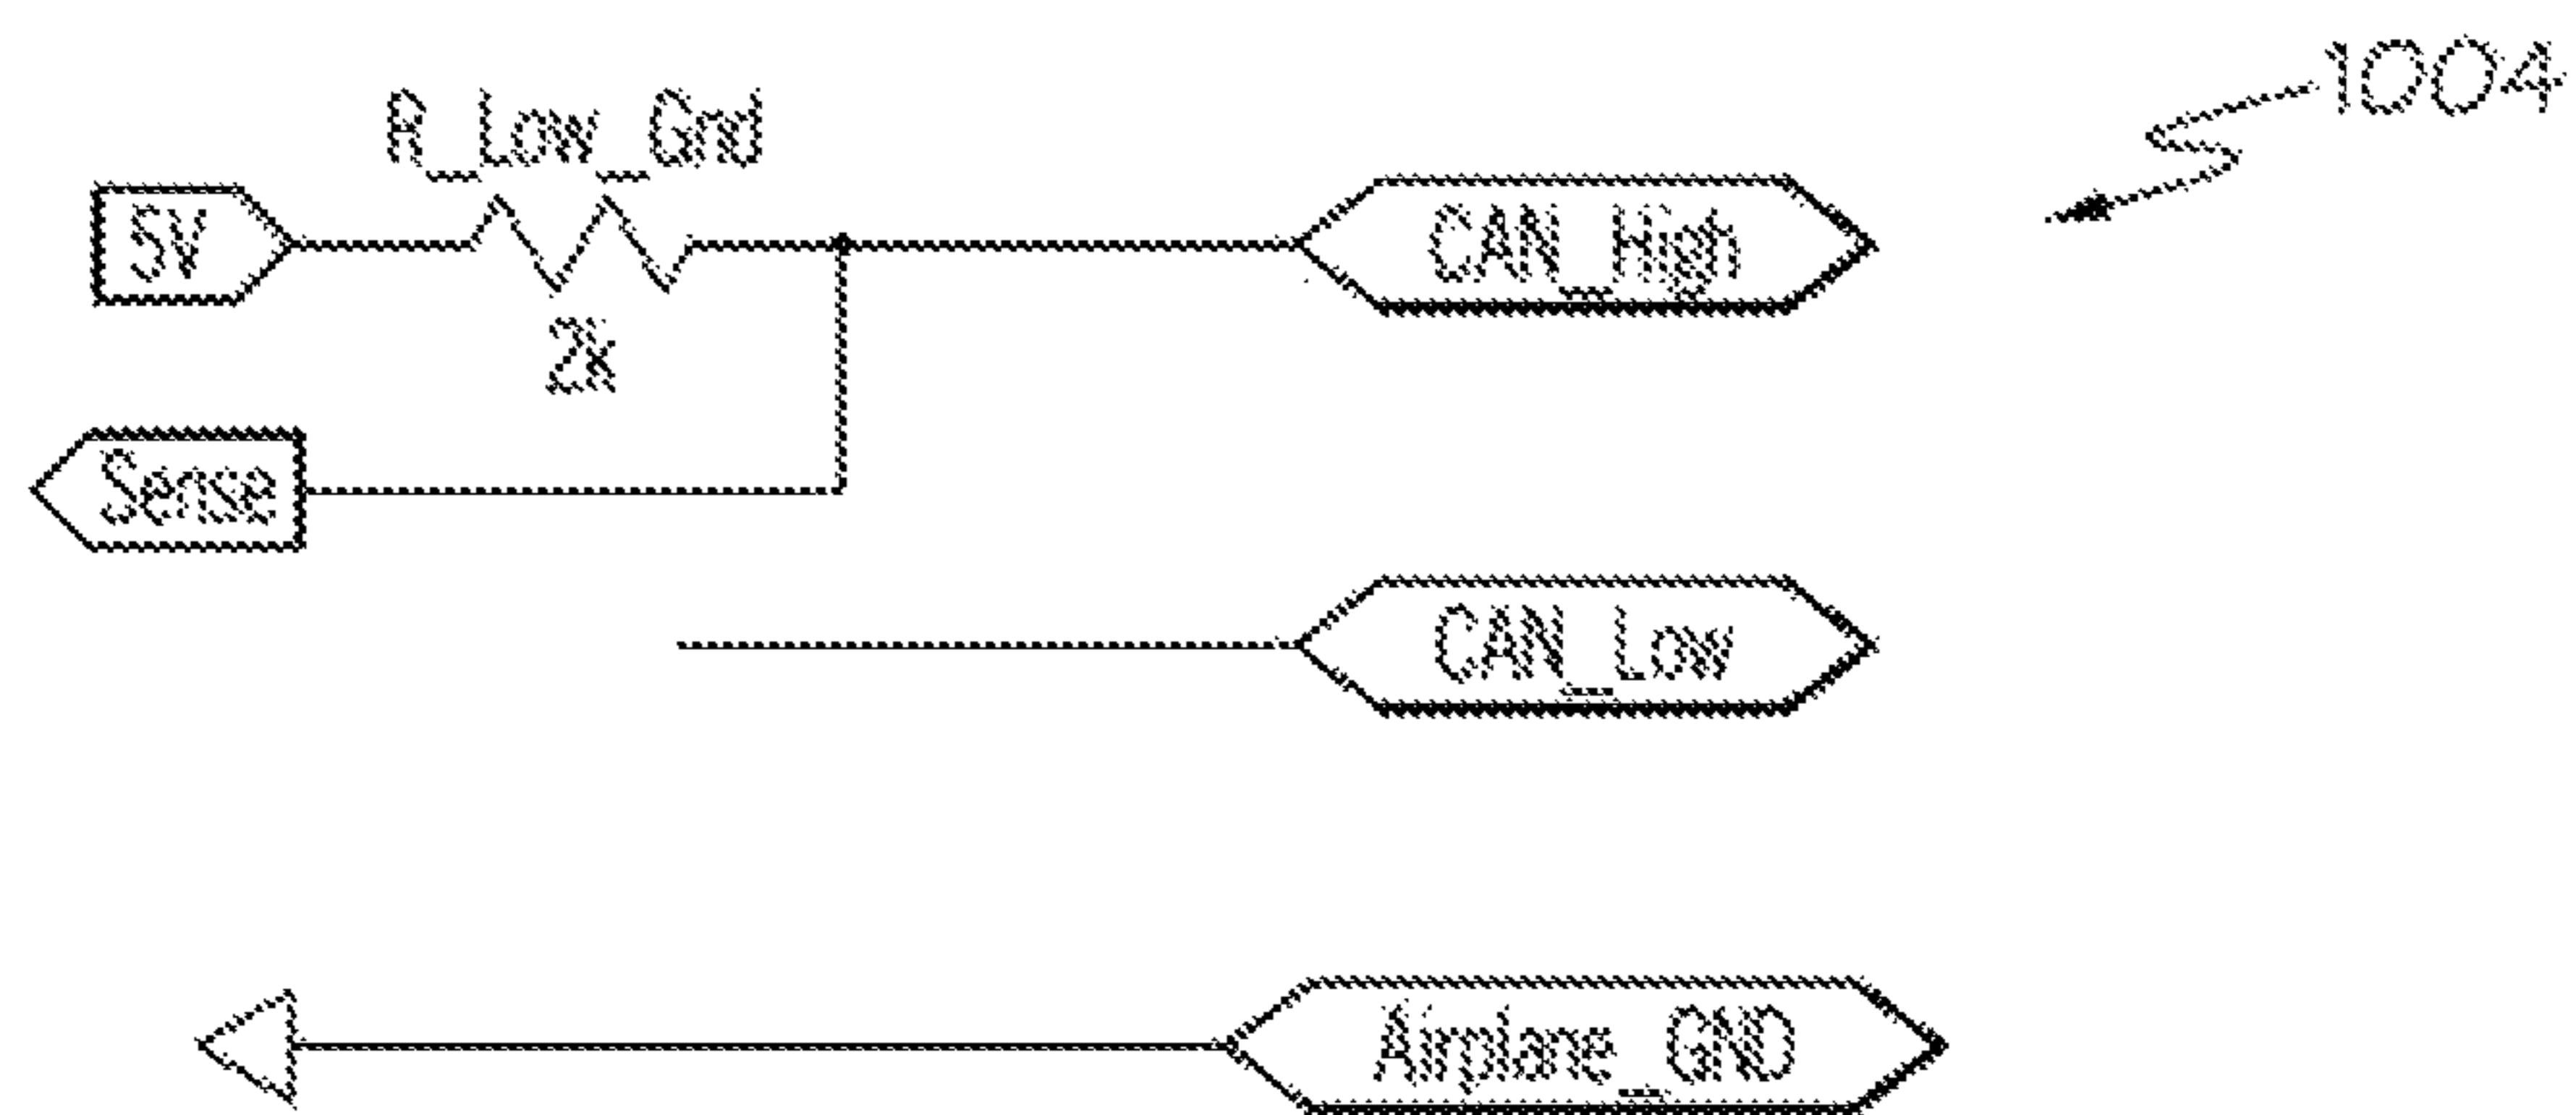 1004
R_Low_Gnd
5V
CAN_High
2k
Sense
CAN_Low
Airplane_GND